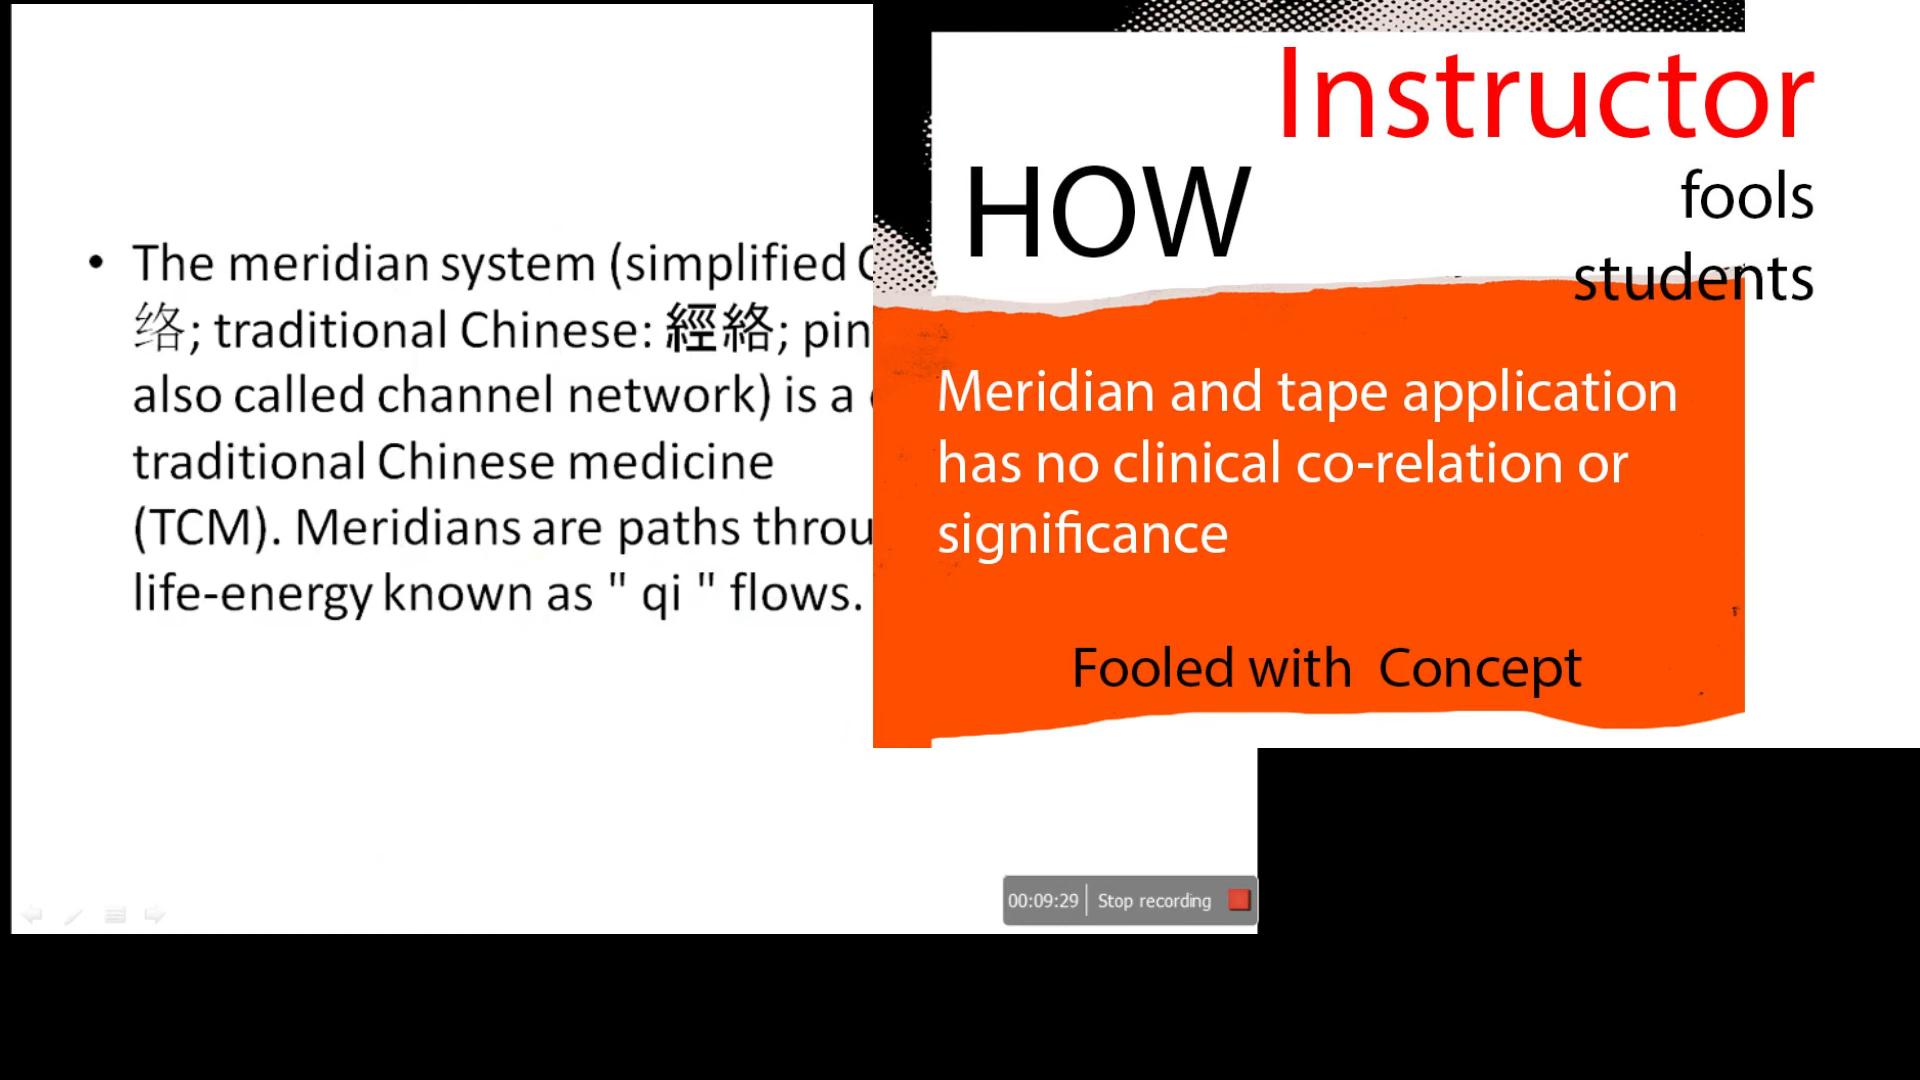 • The meridian system (simplified
络; traditional Chinese: 經絡;
also called channel network) is a
traditional Chinese medicine
(TCM). Meridians are paths
life-energy known as " qi " flows.
Instructor
HOW
fools
students
Meridian and tape application
has no clinical co-relation or
significance
Fooled with Concept
00:09:29 Stop recording